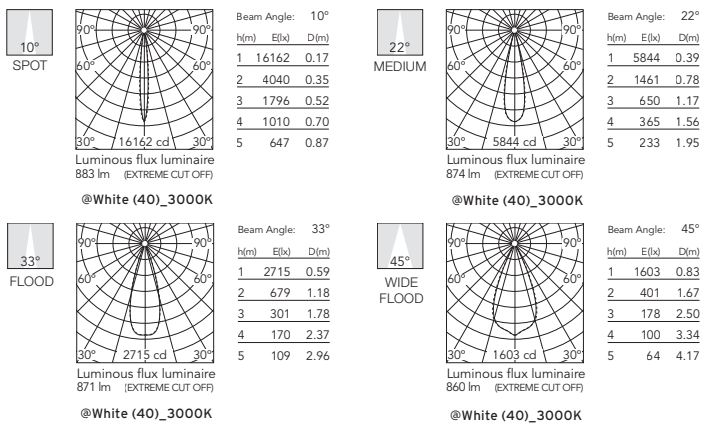 10°
SPOT
90° 90°
60° 60°
30° 16162 cd 30°
Luminous flux luminaire
883 lm (EXTREME CUT OFF)
@White (40)_3000K
Beam Angle: 10°
h(m) E(lx) D(m)
1 16162 0.17
2 4040 0.35
3 1796 0.52
4 1010 0.70
5 647 0.87
22°
MEDIUM
90° 90°
60° 60°
30° 5844 cd 30°
Luminous flux luminaire
874 lm (EXTREME CUT OFF)
@White (40)_3000K
Beam Angle: 22°
h(m) E(lx) D(m)
1 5844 0.39
2 1461 0.78
3 650 1.17
4 365 1.56
5 233 1.95
33°
FLOOD
90° 90°
60° 60°
30° 2715 cd 30°
Luminous flux luminaire
871 lm (EXTREME CUT OFF)
@White (40)_3000K
Beam Angle: 33°
h(m) E(lx) D(m)
1 2715 0.59
2 679 1.18
3 301 1.78
4 170 2.37
5 109 2.96
45°
WIDE
FLOOD
90° 90°
60° 60°
30° 1603 cd 30°
Luminous flux luminaire
860 lm (EXTREME CUT OFF)
@White (40)_3000K
Beam Angle: 45°
h(m) E(lx) D(m)
1 1603 0.83
2 401 1.67
3 178 2.50
4 100 3.34
5 64 4.17